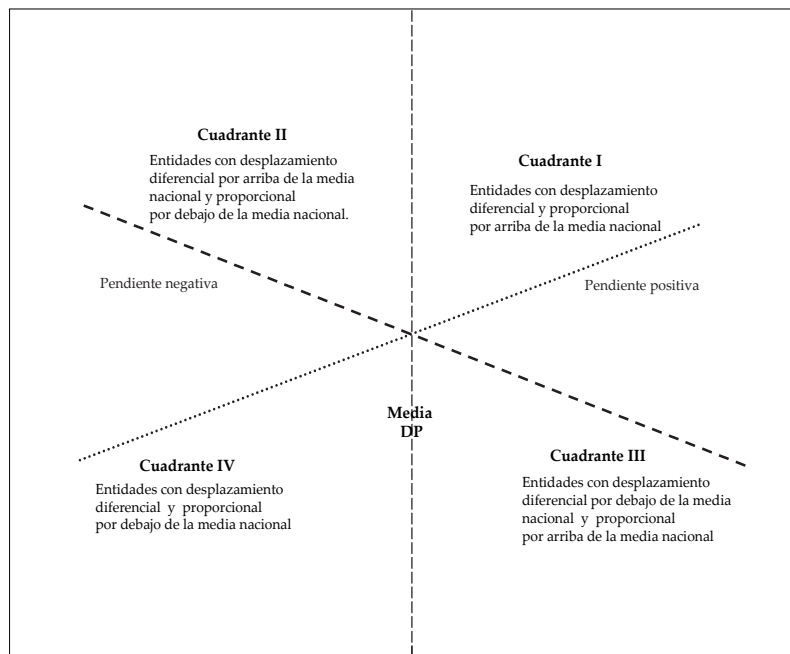 Cuadrante II
Entidades con desplazamiento
diferencial por arriba de la media
nacional y proporcional
por debajo de la media nacional.
Cuadrante I
Entidades con desplazamiento
diferencial y proporcional
por arriba de la media nacional
Pendiente negativa
Pendiente positiva
Media
DP
Cuadrante IV
Entidades con desplazamiento
diferencial y proporcional
por debajo de la media nacional
Cuadrante III
Entidades con desplazamiento
diferencial por debajo de la media
nacional y proporcional
por arriba de la media nacional